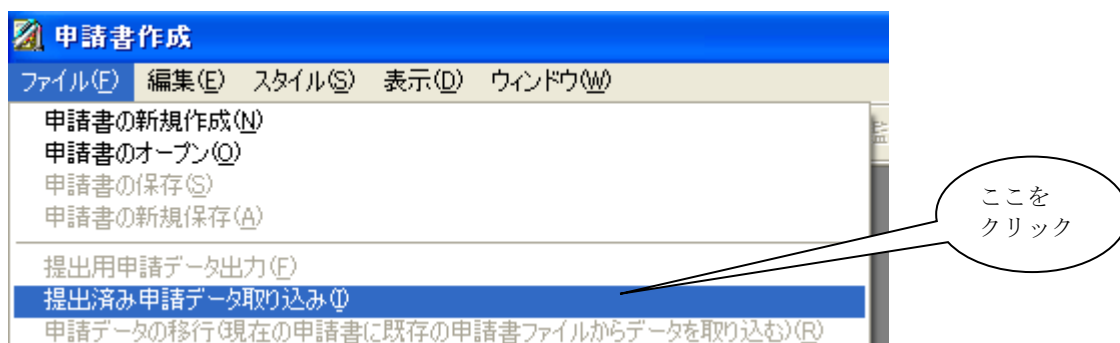 申請書作成
ファイル(F) 編集(E) スタイル(S) 表示(D) ウィンドウ(W)
申請書の新規作成(N)
申請書のオープン(O)
申請書の保存(S)
申請書の新規保存(A)
提出用申請データ出力(F)
提出済み申請データ取り込み(I)
申請データの移行(現在の申請書に既存の申請書ファイルからデータを取り込む)(R)
ここを
クリック